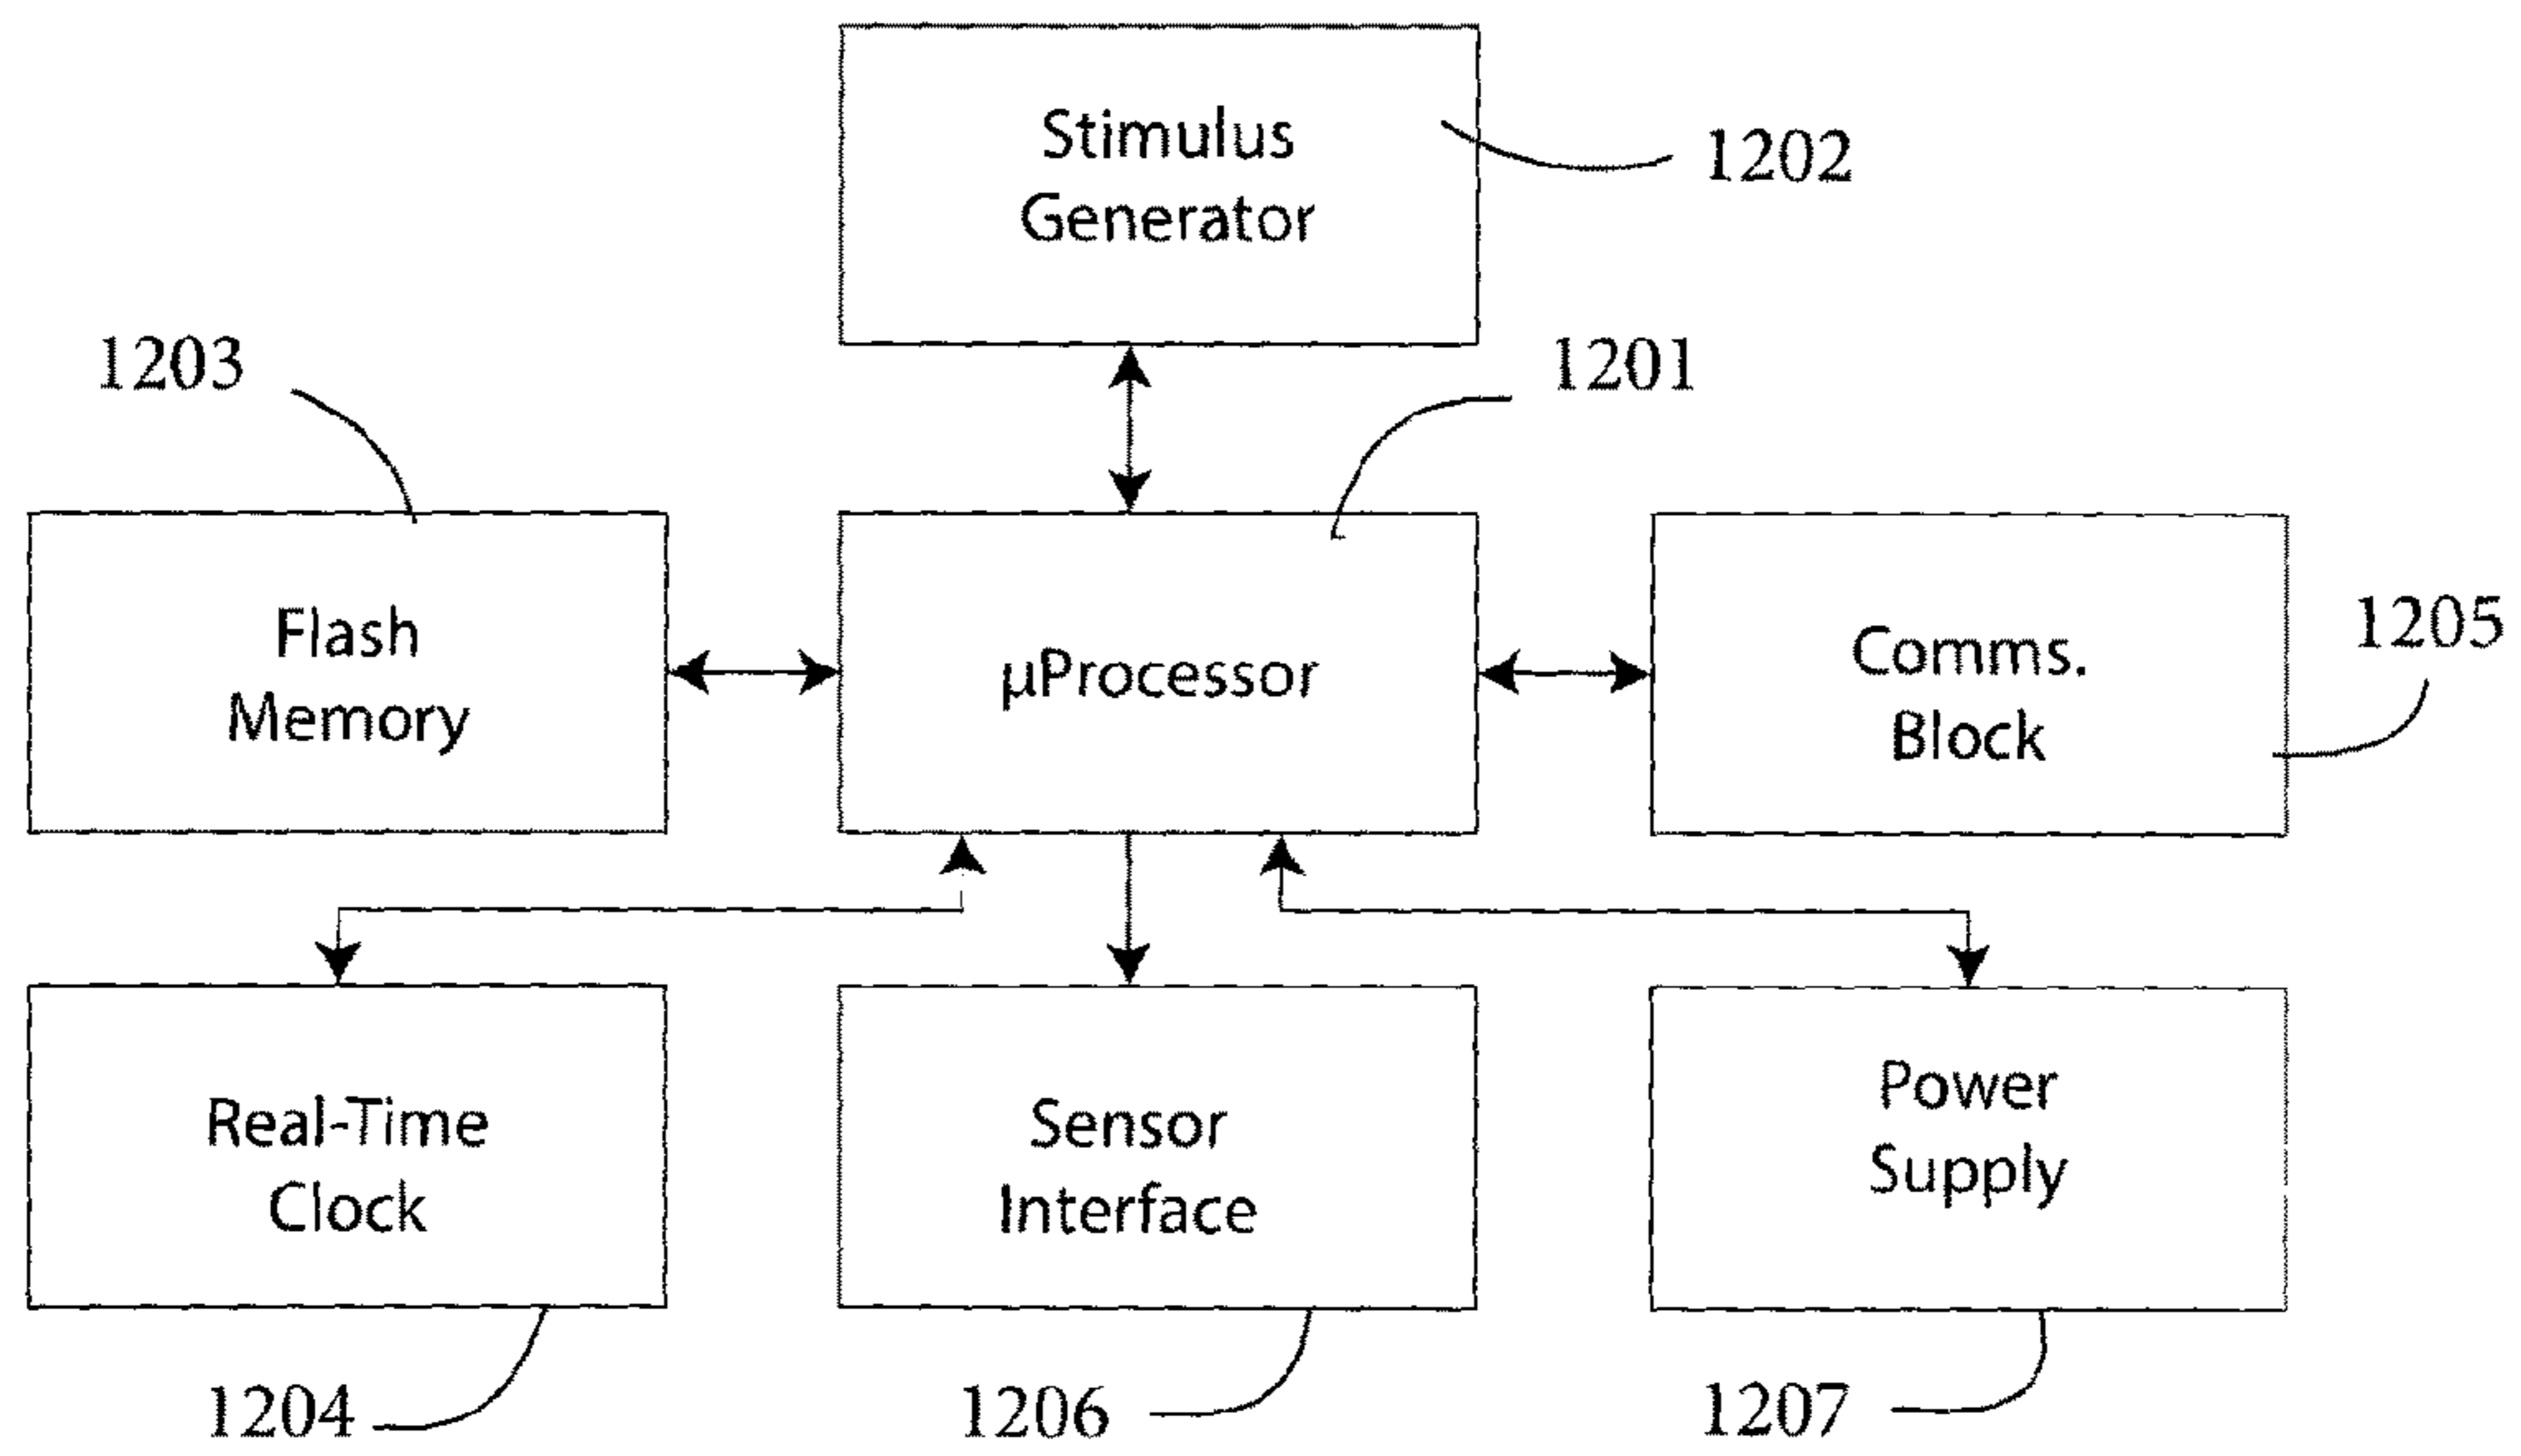 Stimulus
Generator
1202
1203
1201
Flash
Memory
µProcessor
Comms.
Block
1205
Real-Time
Clock
Sensor
Interface
Power
Supply
1204
1206
1207